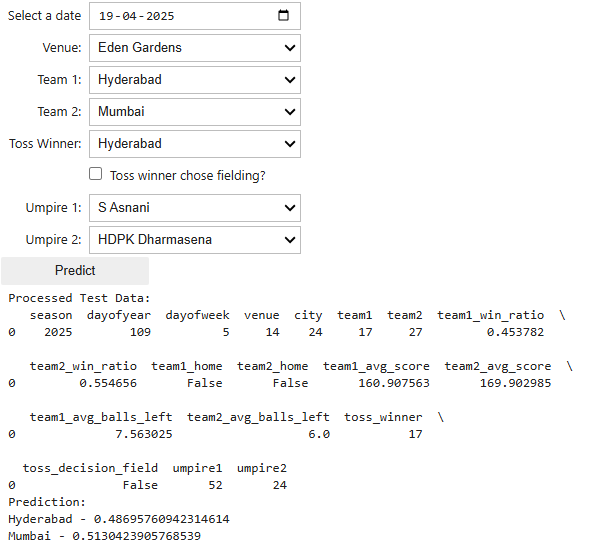 Select a date 19-04-2025
Venue: Eden Gardens
Team 1: Hyderabad
Team 2: Mumbai
Toss Winner: Hyderabad
Toss winner chose fielding?
Umpire 1: S Asnani
Umpire 2: HDPK Dharmasena
Predict
Processed Test Data:
season dayofyear dayofweek venue city team1 team2 team1_win_ratio \
0 2025 109 5 14 24 17 27 0.453782
team2_win_ratio team1_home team2_home team1_avg_score team2_avg_score \
0 0.554656 False False 160.907563 169.902985
team1_avg_balls_left team2_avg_balls_left toss_winner \
0 7.563025 6.0 17
toss_decision_field umpire1 umpire2
0 False 52 24
Prediction:
Hyderabad - 0.48695760942314614
Mumbai - 0.5130423905768539